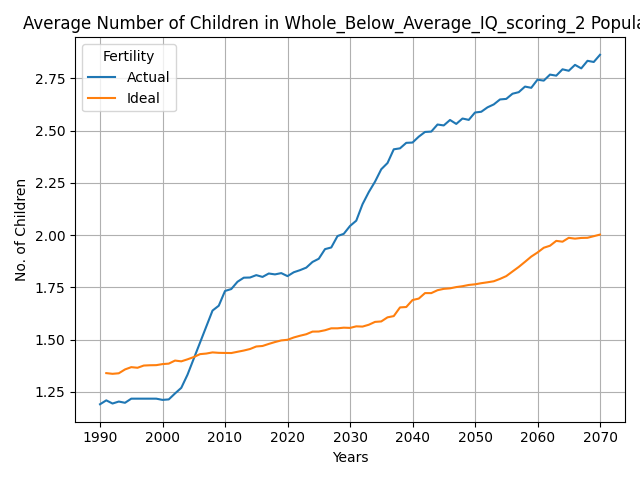 Average Number of Children in Whole_Below_Average_IQ_scoring_2 Popula
Fertility
Actual
Ideal
No. of Children
2.75
2.50
2.25
2.00
1.75
1.50
1.25
1990 2000 2010 2020 2030 2040 2050 2060 2070
Years